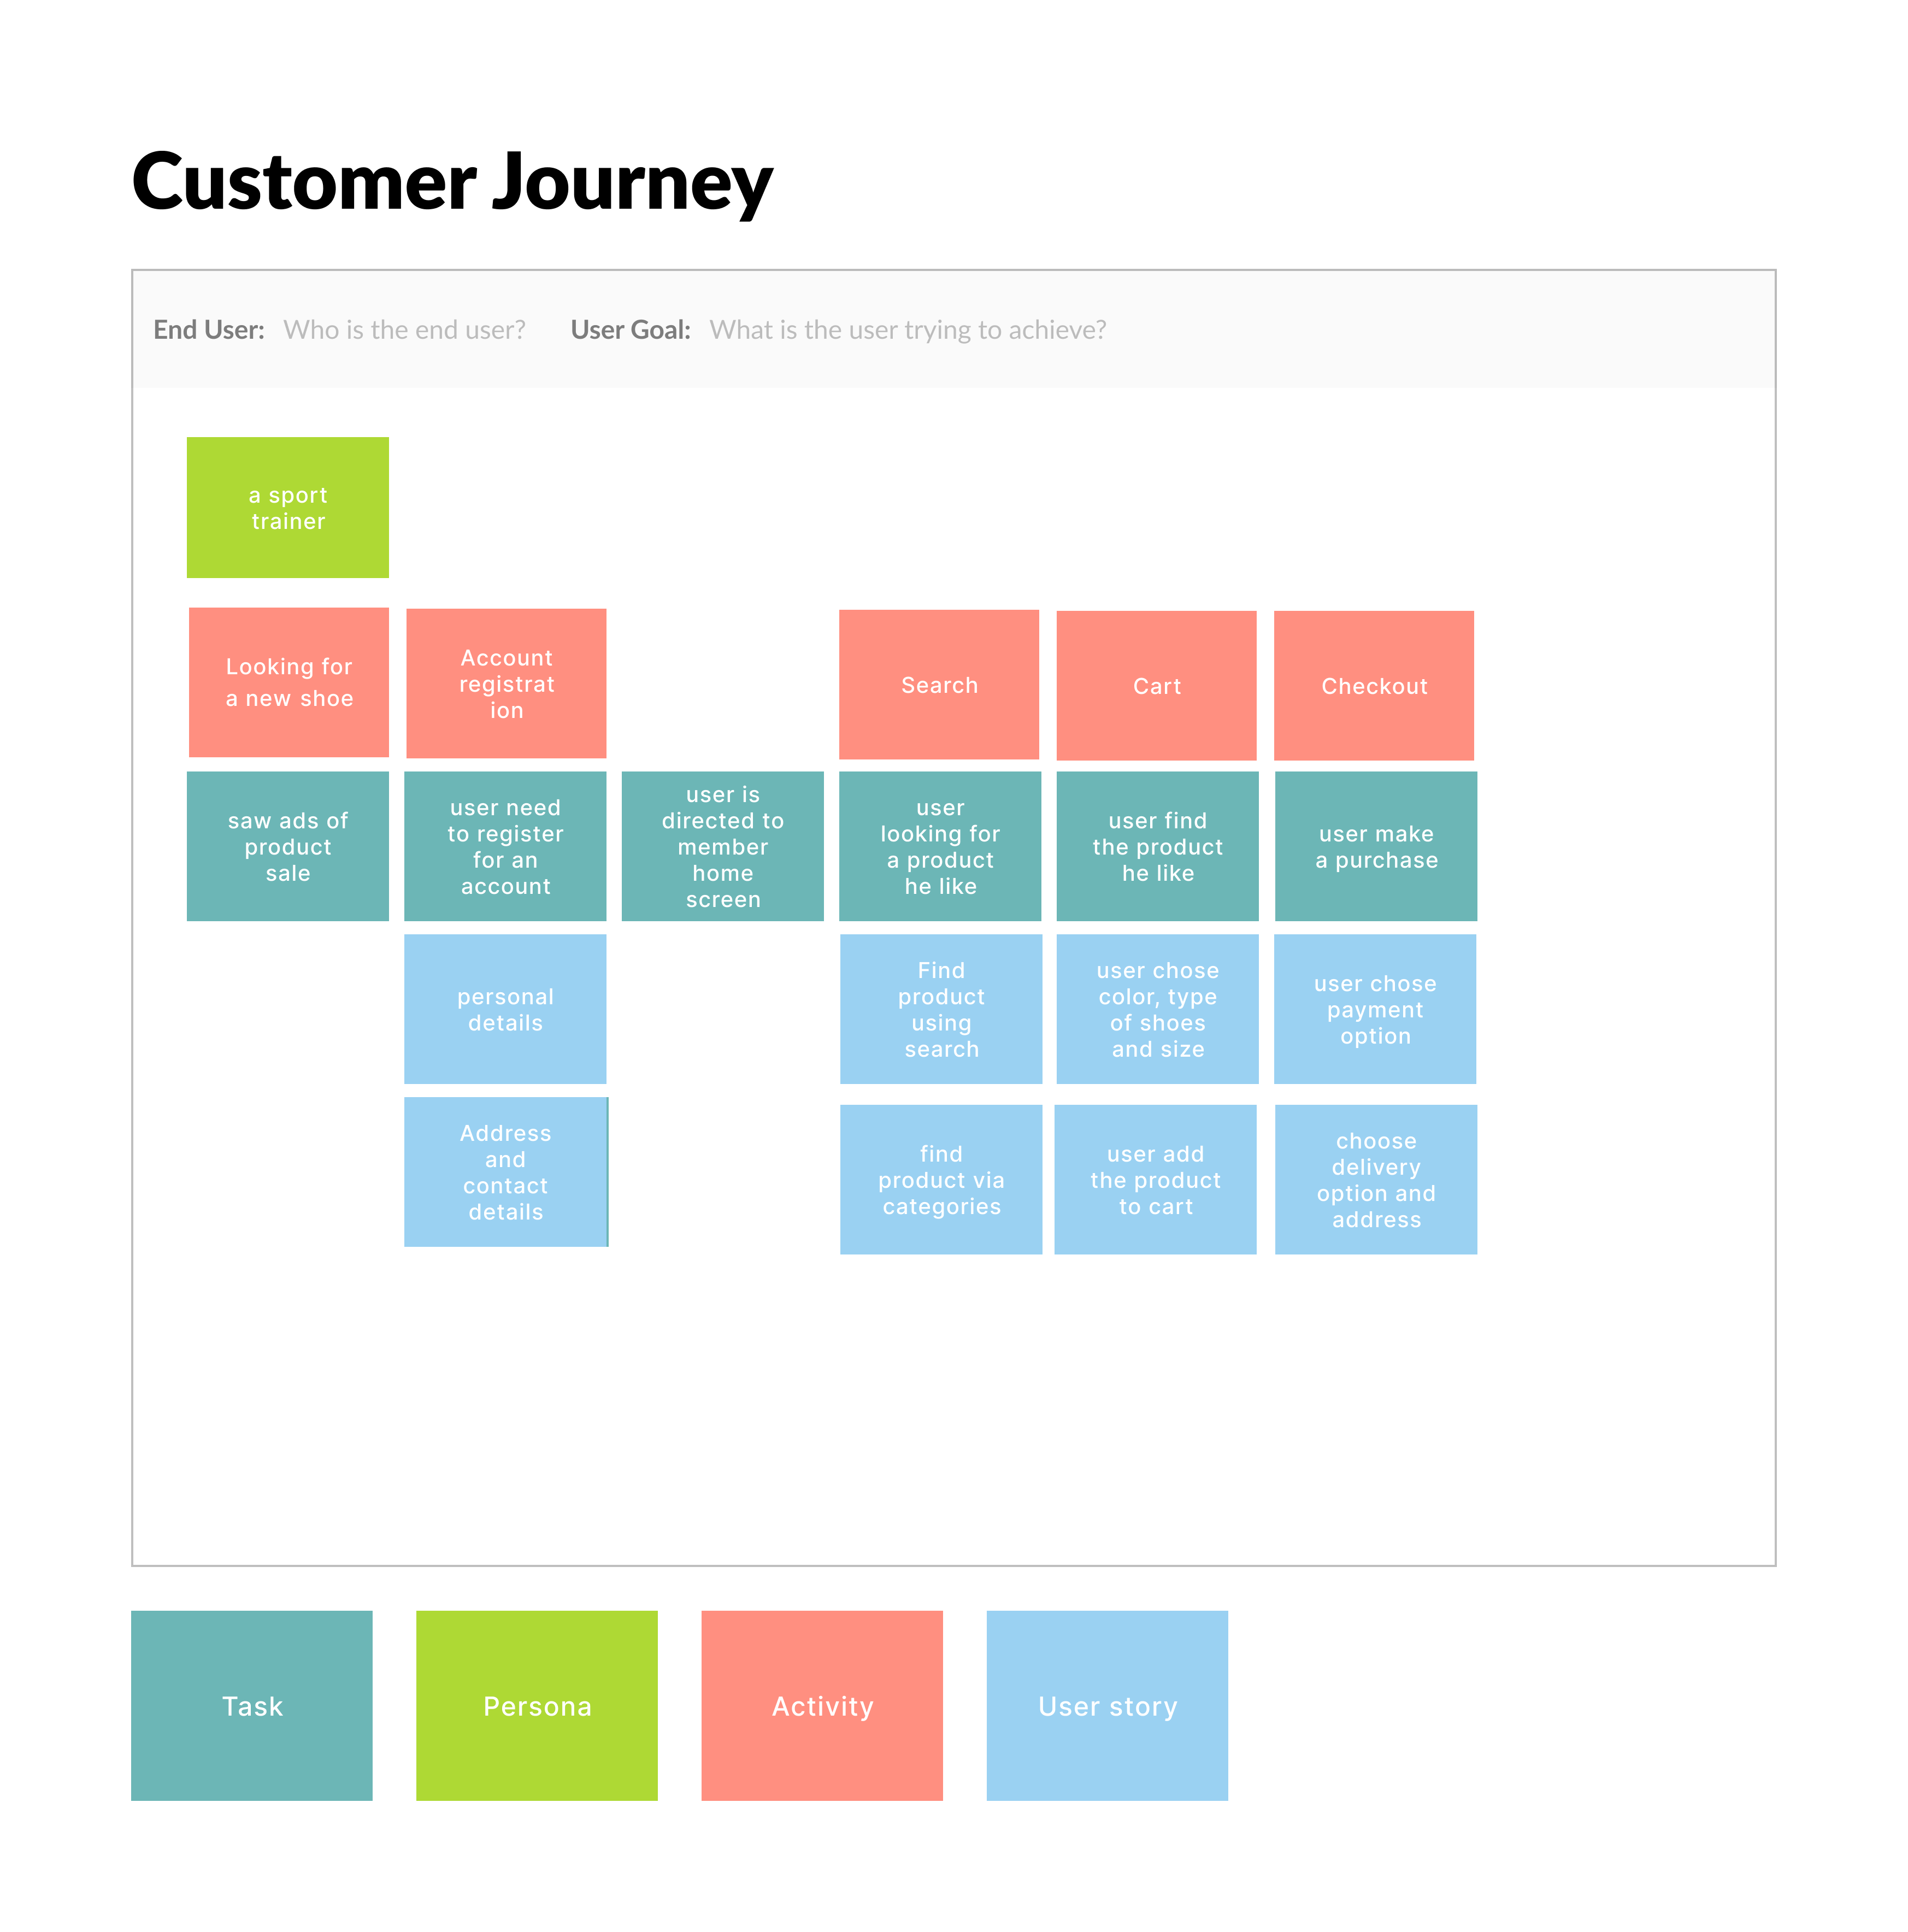 Customer Journey
End User: Who is the end user? User Goal: What is the user trying to achieve?
a sport
trainer
Looking for
a new shoe
Account
registrat
ion
Search
Cart
Checkout
saw ads of
product
sale
user need
to register
for an
account
user is
directed to
member
home
screen
user
looking for
a product
he like
user find
the product
he like
user make
a purchase
personal
details
Find
product
using
search
user chose
color, type
of shoes
and size
user chose
payment
option
Address
and
contact
details
find
product via
categories
user add
the product
to cart
choose
delivery
option and
address
Task
Persona
Activity
User story